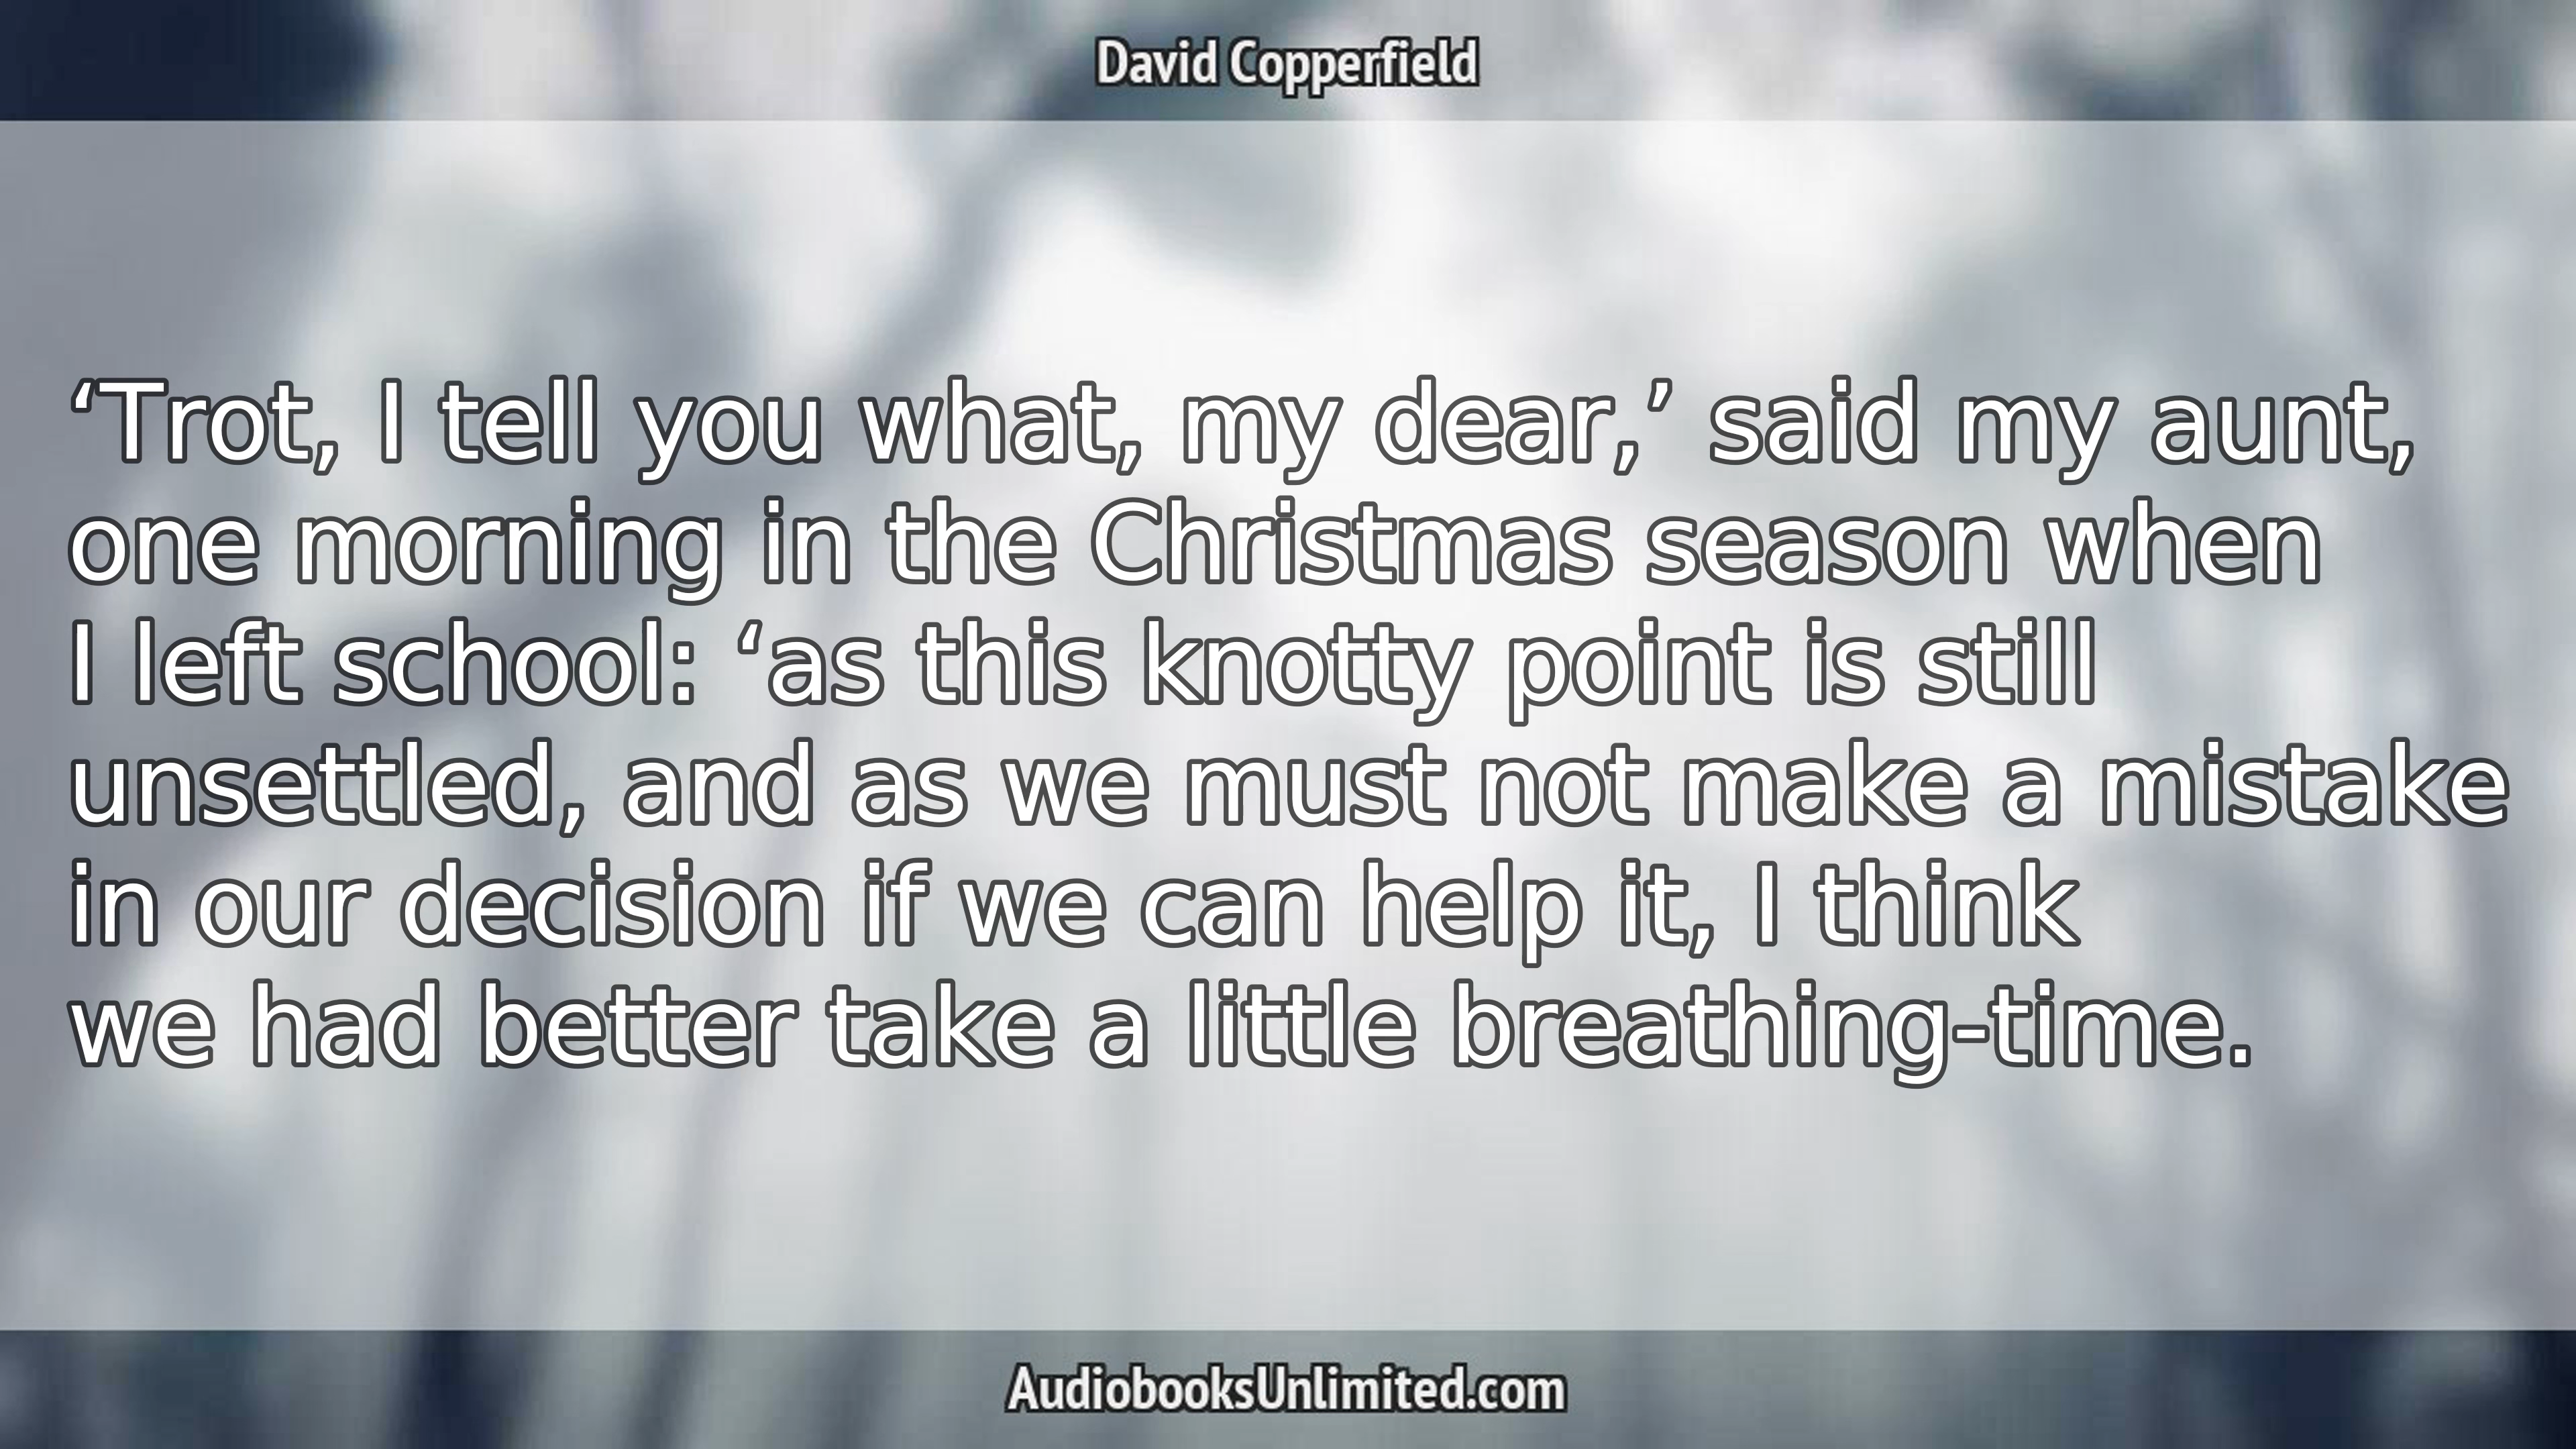 David Copperfield
‘Trot, I tell you what, my dear,’ said my aunt,
one morning in the Christmas season when
I left school: ‘as this knotty point is still
unsettled, and as we must not make a mistake
in our decision if we can help it, I think
we had better take a little breathing-time.
AudiobooksUnlimited.com